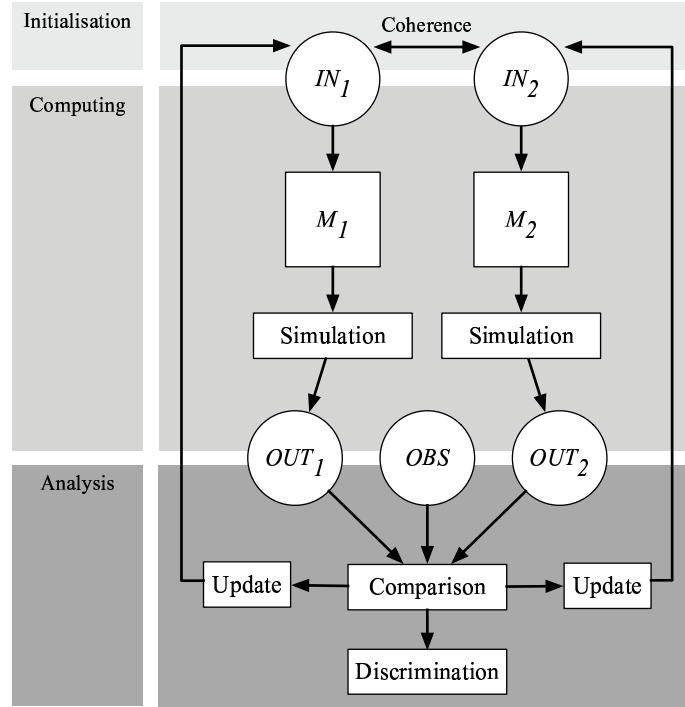 Initialisation
Coherence
IN1
IN2
Computing
M1
M2
Simulation
Simulation
OUT1
OBS
OUT2
Analysis
Update
Comparison
Update
Discrimination